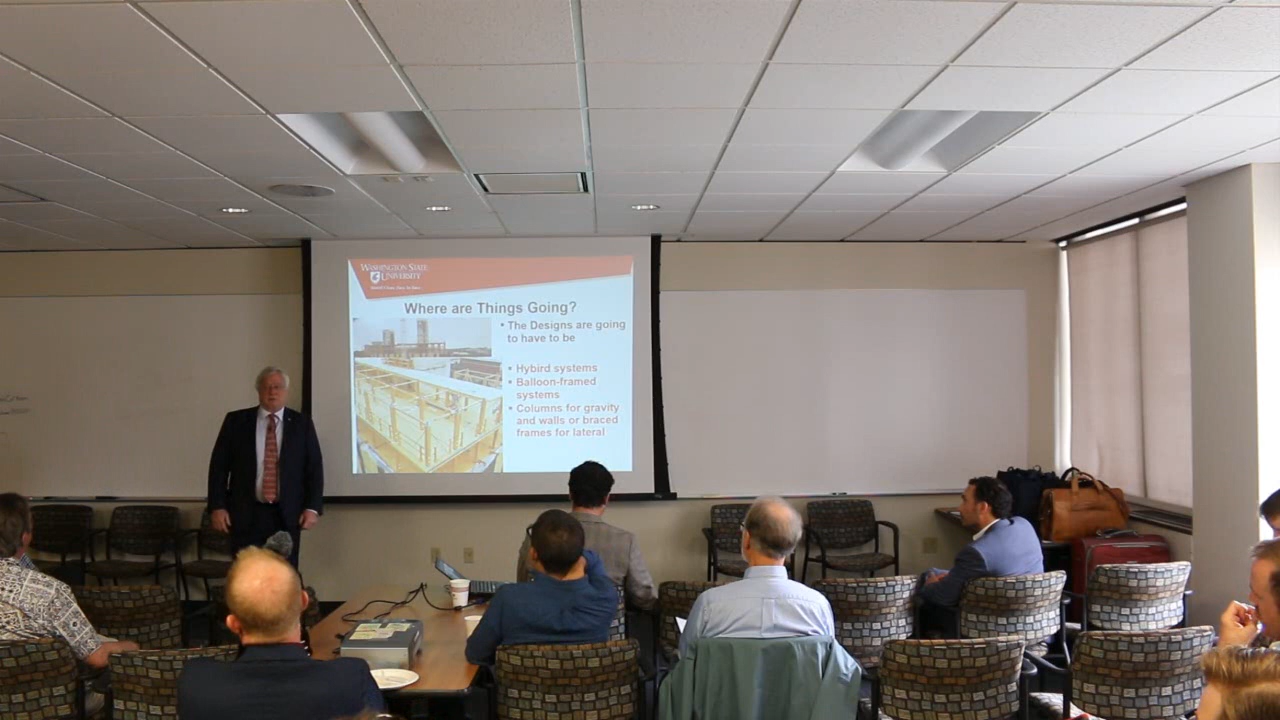 WASHINGTON STATE
UNIVERSITY
Where are Things Going?
• The Designs are going
to have to be
• Hybird systems
• Balloon-framed
systems
• Columns for gravity
and walls or braced
frames for lateral